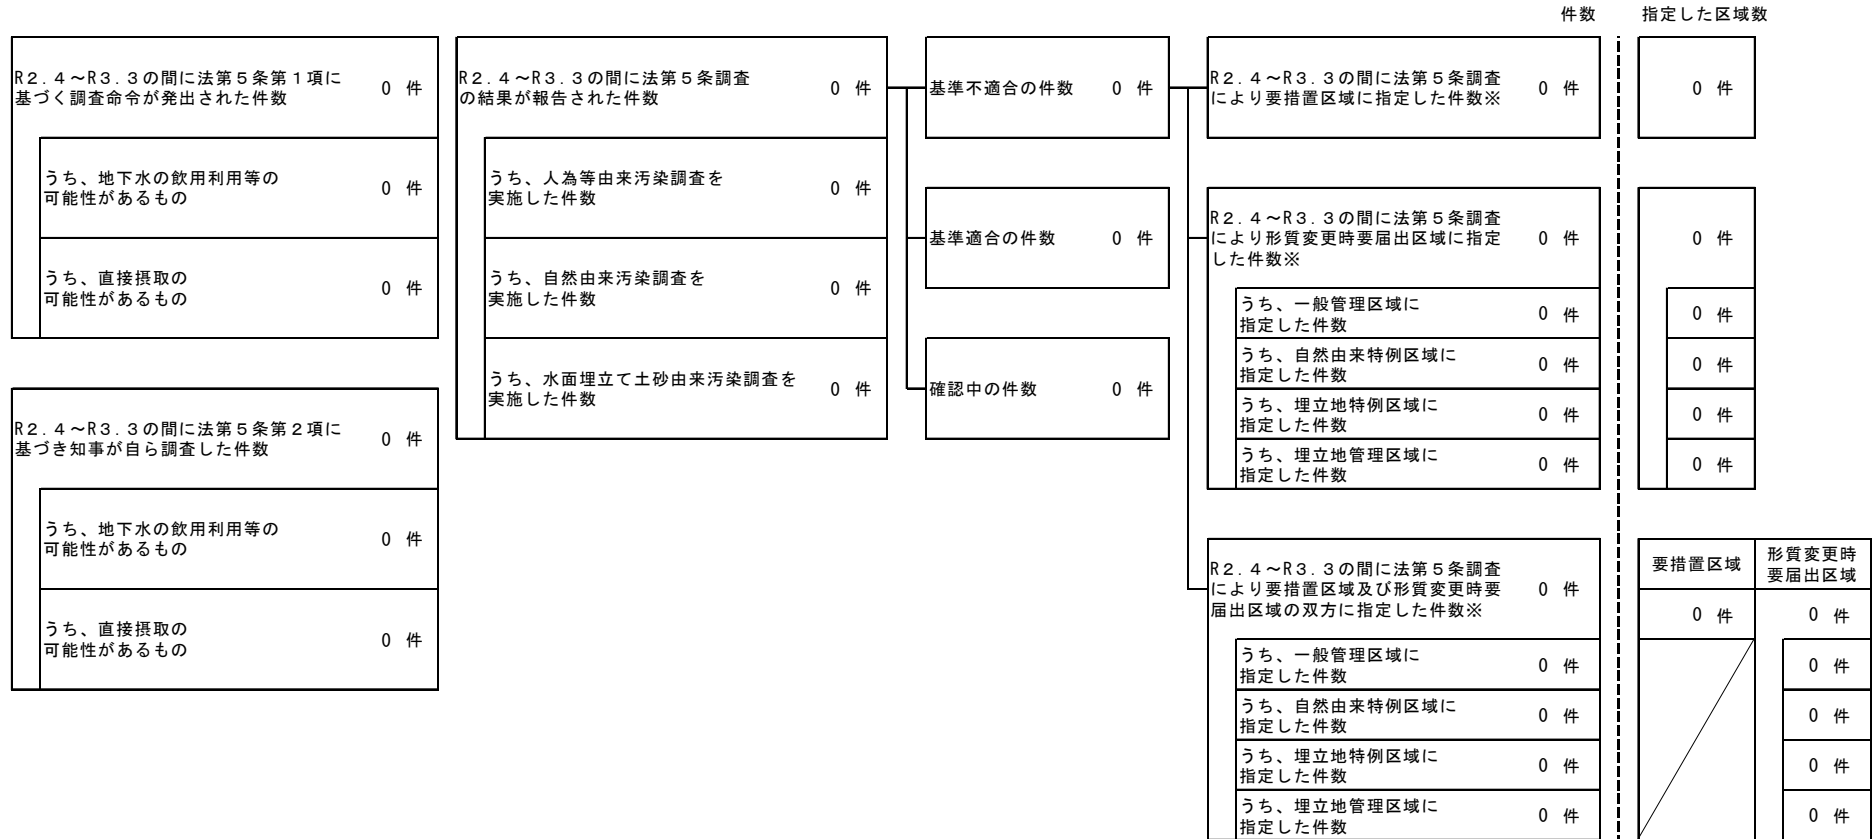 件数 指定した区域数
R２.４～R３.３の間に法第５条第１項に
基づく調査命令が発出された件数
0 件
うち、地下水の飲用利用等の
可能性があるもの
0 件
うち、直接摂取の
可能性があるもの
0 件
R２.４～R３.３の間に法第５条第２項に
基づき知事が自ら調査した件数
0 件
うち、地下水の飲用利用等の
可能性があるもの
0 件
うち、直接摂取の
可能性があるもの
0 件
R２.４～R３.３の間に法第５条調査
の結果が報告された件数
0 件
うち、人為等由来汚染調査を
実施した件数
0 件
うち、自然由来汚染調査を
実施した件数
0 件
うち、水面埋立て土砂由来汚染調査を
実施した件数
0 件
基準不適合の件数 0 件
基準適合の件数 0 件
確認中の件数 0 件
R２.４～R３.３の間に法第５条調査
により要措置区域に指定した件数※
0 件
0 件
R２.４～R３.３の間に法第５条調査
により形質変更時要届出区域に指定
した件数※
0 件
0 件
うち、一般管理区域に
指定した件数
0 件
0 件
うち、自然由来特例区域に
指定した件数
0 件
0 件
うち、埋立地特例区域に
指定した件数
0 件
0 件
うち、埋立地管理区域に
指定した件数
0 件
0 件
R２.４～R３.３の間に法第５条調査
により要措置区域及び形質変更時要
届出区域の双方に指定した件数※
0 件
要措置区域
形質変更時
要届出区域
0 件
0 件
うち、一般管理区域に
指定した件数
0 件
0 件
うち、自然由来特例区域に
指定した件数
0 件
0 件
うち、埋立地特例区域に
指定した件数
0 件
0 件
うち、埋立地管理区域に
指定した件数
0 件
0 件